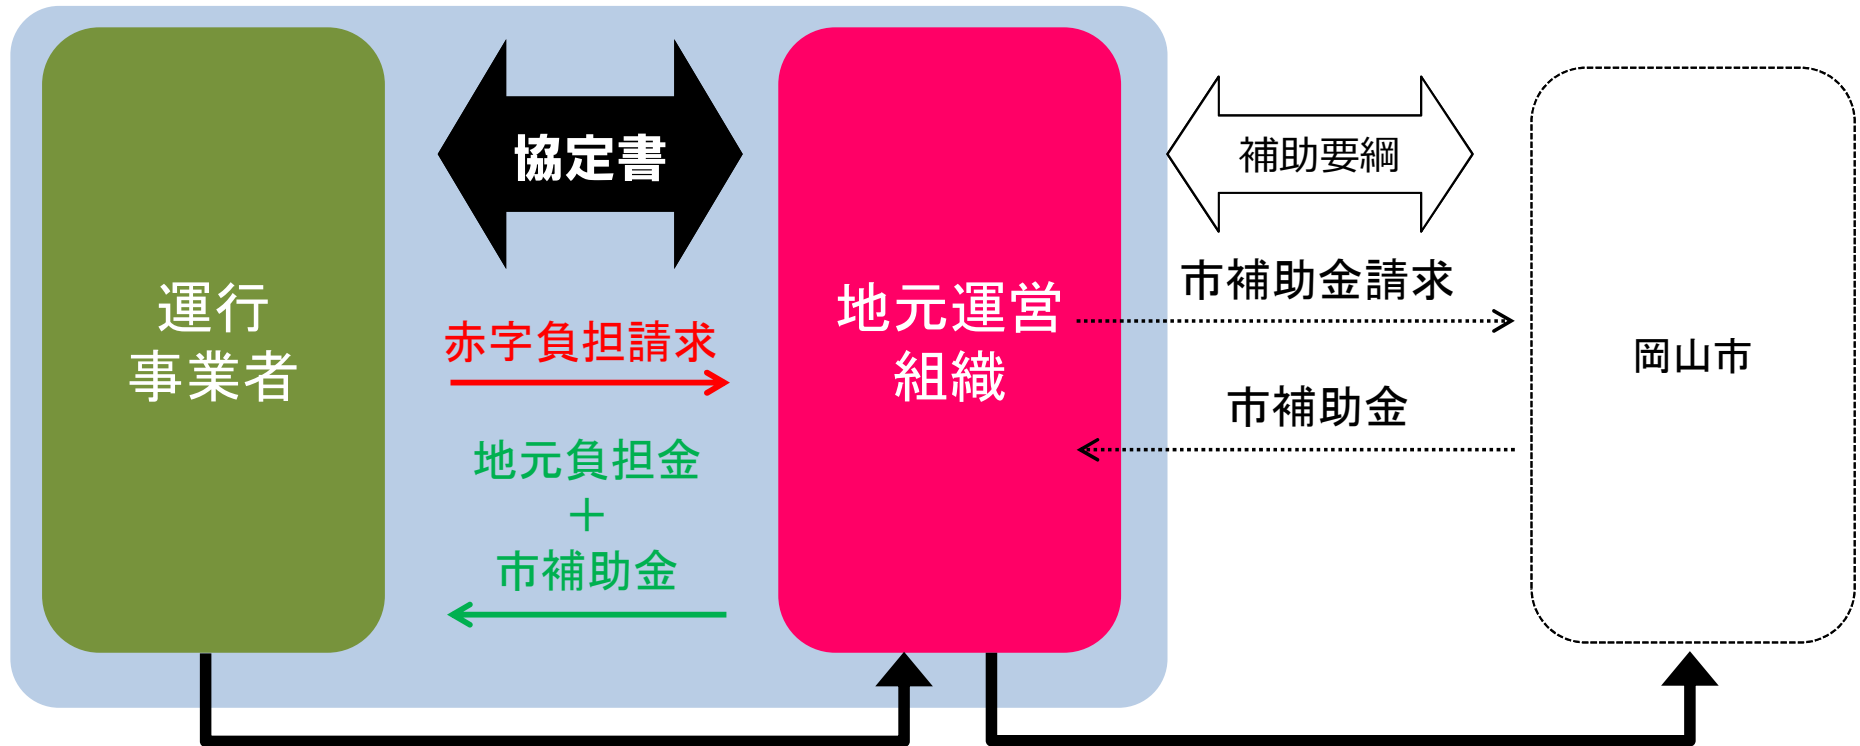 運行
事業者
協定書
赤字負担請求
地元負担金
＋
市補助金
地元運営
組織
補助要綱
市補助金請求
市補助金
岡山市